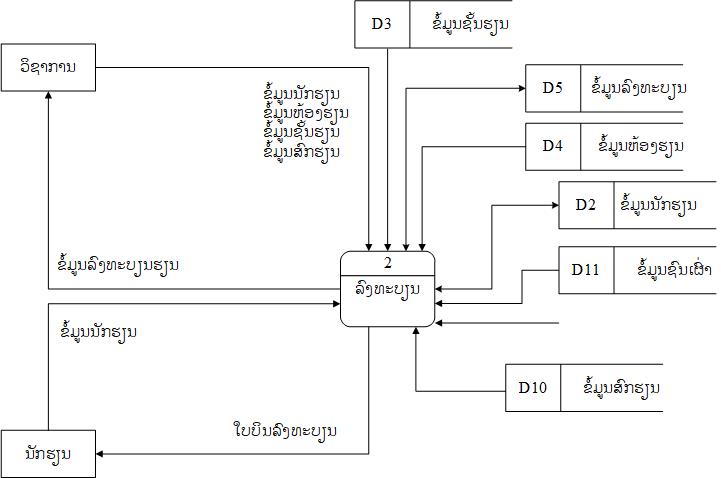 D3 ຂໍ້ມູນຊັ້ນຮຽນ
ວິຊາການ
D5 ຂໍ້ມູນລົງທະບຽນ
ຂໍ້ມູນນັກຮຽນ
ຂໍ້ມູນຫ້ອງຮຽນ
ຂໍ້ມູນຊັ້ນຮຽນ
ຂໍ້ມູນສົກຮຽນ
D4 ຂໍ້ມູນຫ້ອງຮຽນ
D2 ຂໍ້ມູນນັກຮຽນ
2
ລົງທະບຽນ
ຂໍ້ມູນລົງທະບຽນຮຽນ
D11 ຂໍ້ມູນຊົນເຜົ່າ
ຂໍ້ມູນນັກຮຽນ
D10 ຂໍ້ມູນສົກຮຽນ
ໃບບິນລົງທະບຽນ
ນັກຮຽນ